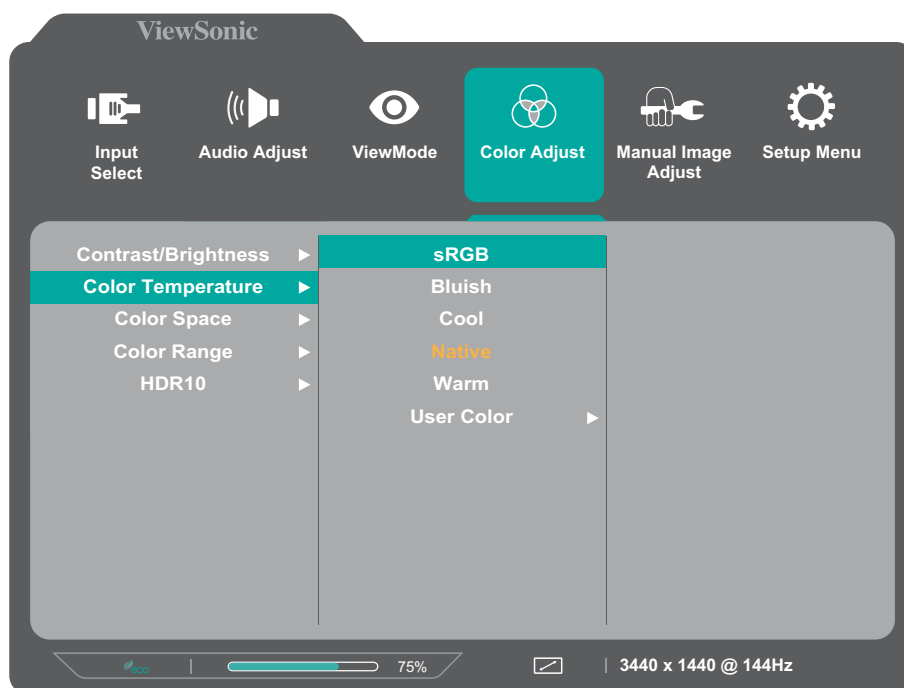 ViewSonic
Input
Select
Audio Adjust
ViewMode
Color Adjust
Manual Image
Adjust
Setup Menu
Contrast/Brightness
Color Temperature
Color Space
Color Range
HDR10
sRGB
Bluish
Cool
Native
Warm
User Color
eco
75%
3440 x 1440 @ 144Hz